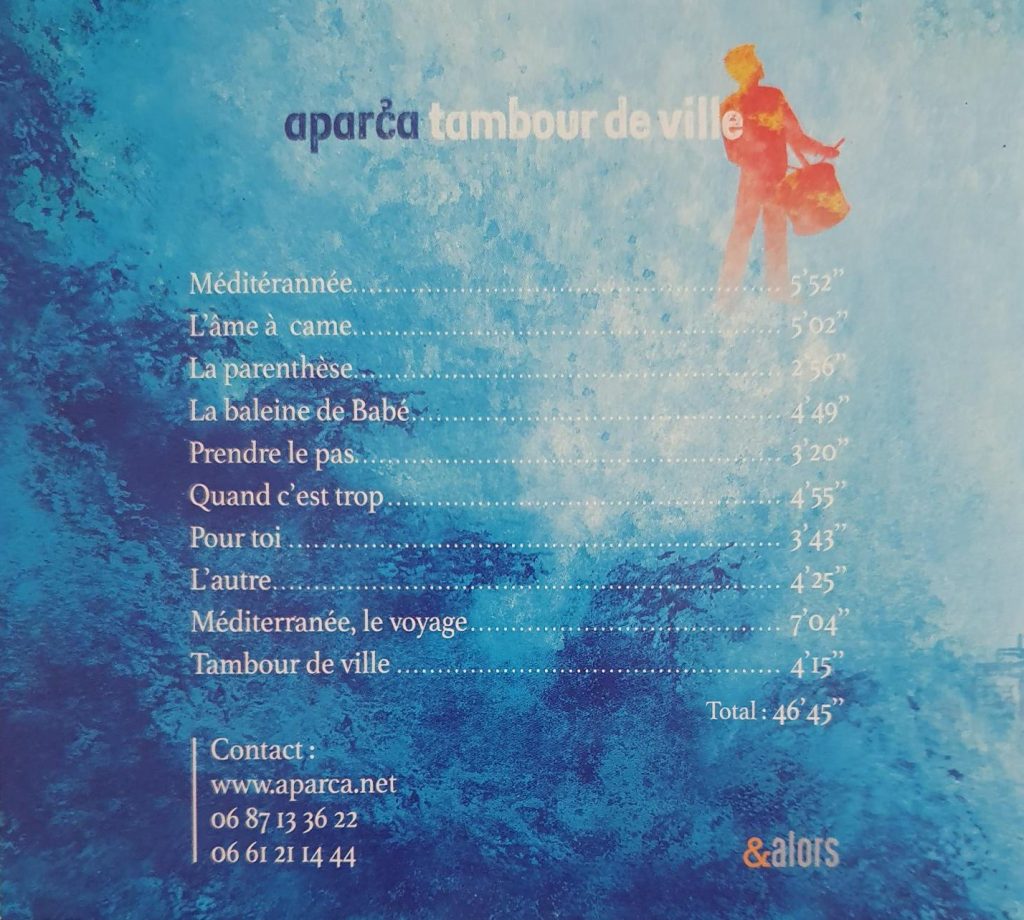 aparca tambour de ville
Méditérannée................................................................ 5’52’’
L’âme à came................................................................ 5’02’’
La parenthèse................................................................ 2’56’’
La baleine de Babé....................................................... 4’49’’
Prendre le pas............................................................... 3’20’’
Quand c’est trop........................................................... 4’55’’
Pour toi ........................................................................ 3’43’’
L’autre.......................................................................... 4’25’’
Méditerranée, le voyage................................................ 7’04’’
Tambour de ville .......................................................... 4’15’’
Total : 46’45’’
Contact :
www.aparca.net
06 87 13 36 22
06 61 21 14 44
&alors